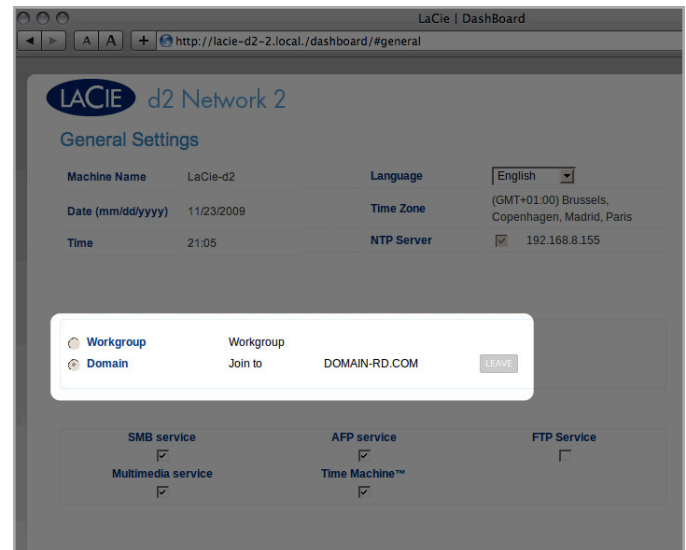 LaCie | DashBoard
A A + http://lacie-d2-2.local./dashboard/#general
LACIE d2 Network 2
General Settings
Machine Name LaCie-d2 Language English
Date (mm/dd/yyyy) 11/23/2009 Time Zone (GMT+01:00) Brussels,
Copenhagen, Madrid, Paris
Time 21:05 NTP Server 192.168.8.155
Workgroup Workgroup
Domain Join to DOMAIN-RD.COM LEAVE
SMB service AFP service FTP Service
Multimedia service Time Machine™